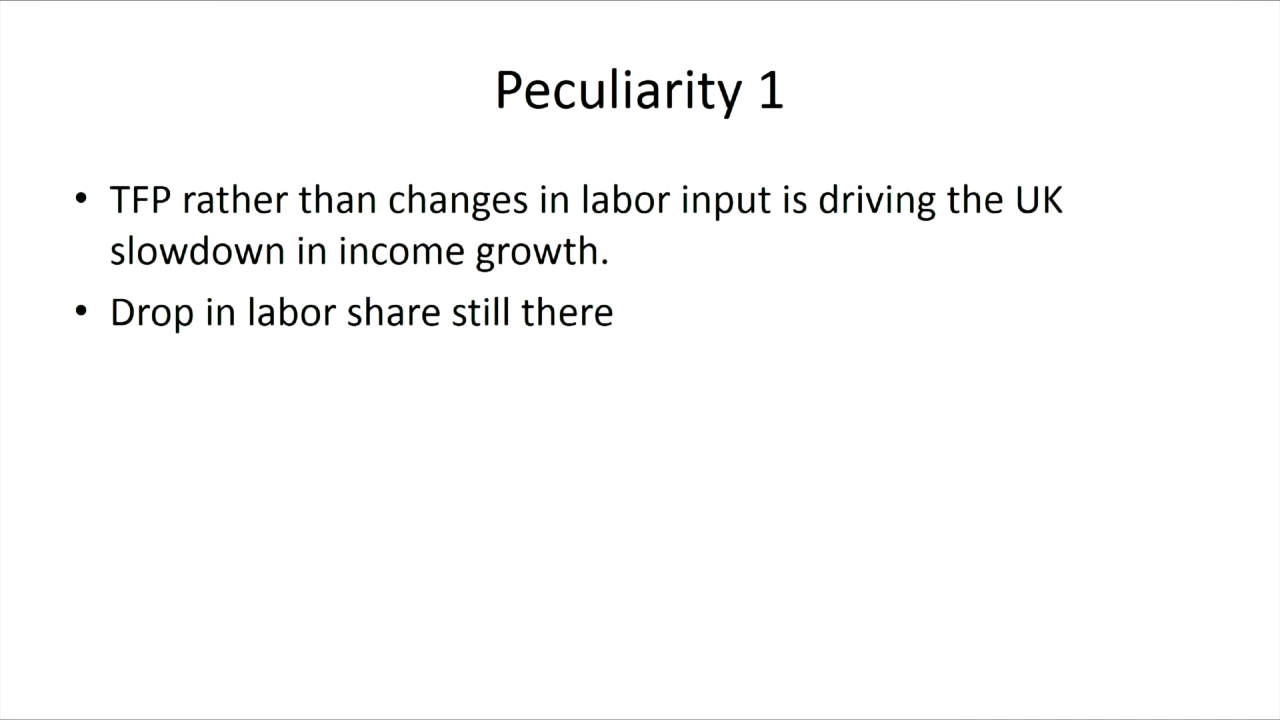 Peculiarity 1
• TFP rather than changes in labor input is driving the UK
slowdown in income growth.
• Drop in labor share still there